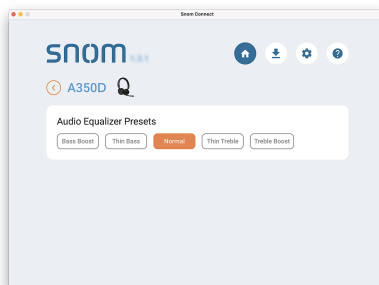 Snom Connect
snom
A350D
Audio Equalizer Presets
Bass Boost Thin Bass Normal Thin Treble Treble Boost